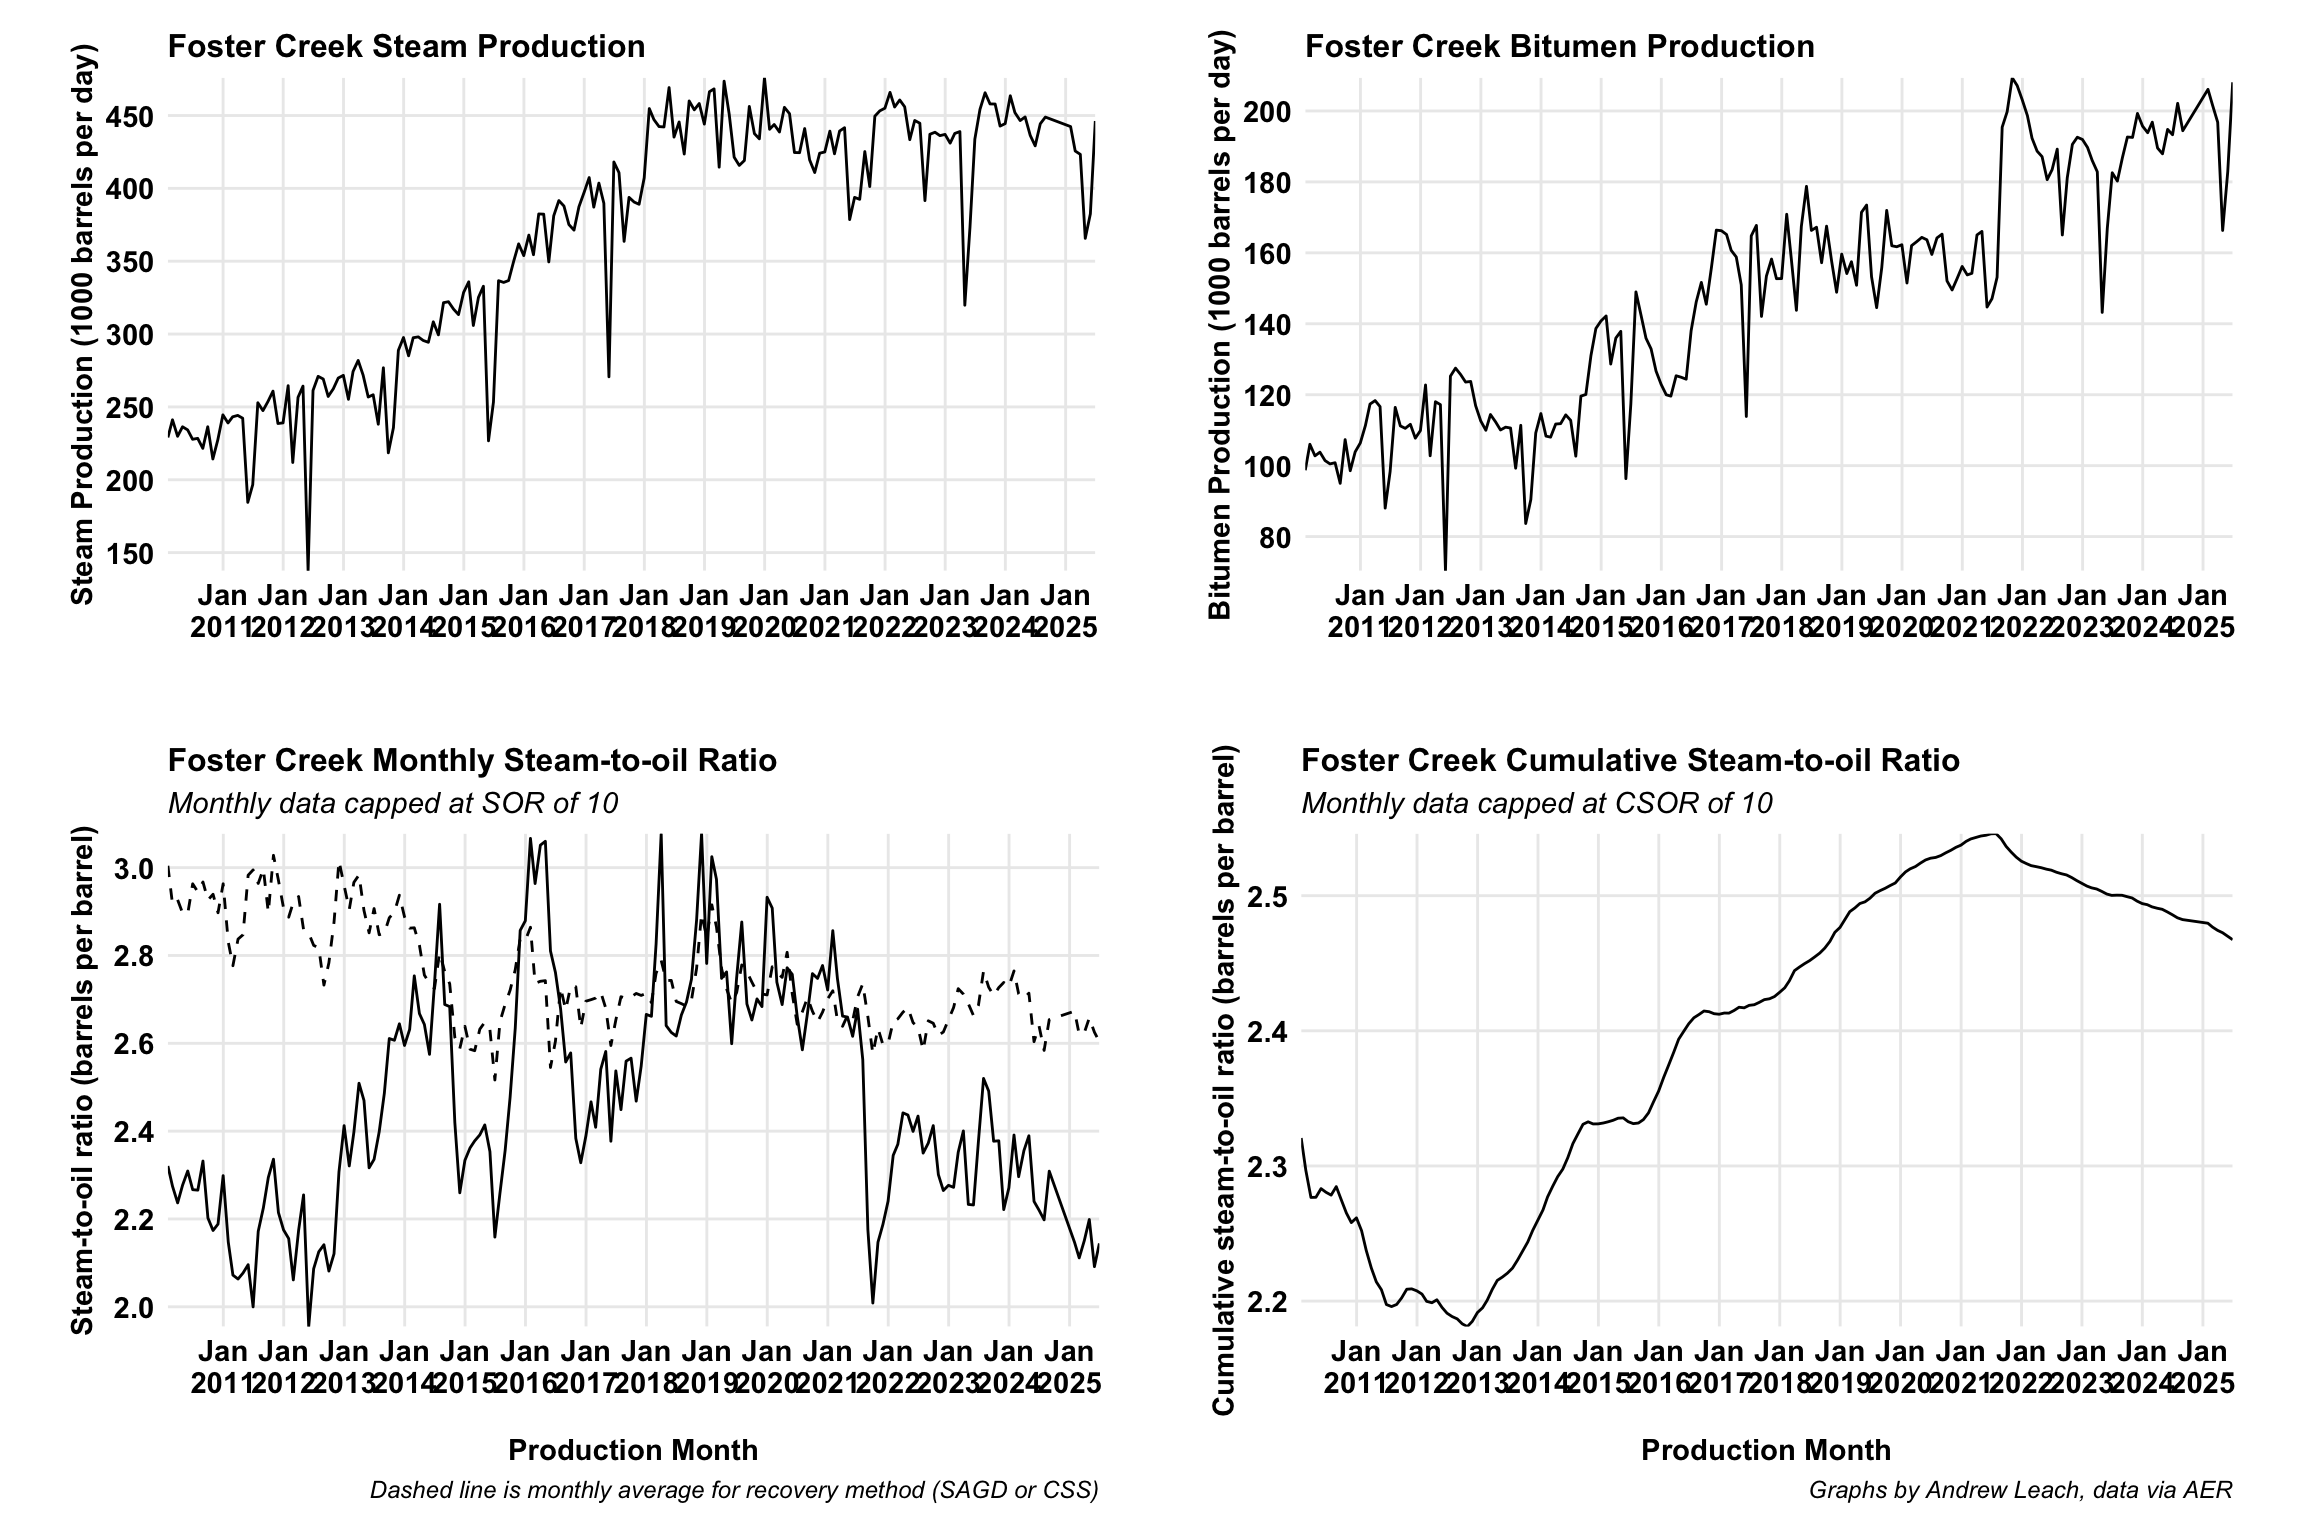 Foster Creek Steam Production
Steam Production (1000 barrels per day)
450
400
350
300
250
200
150
Jan Jan Jan Jan Jan Jan Jan Jan Jan Jan Jan Jan Jan Jan Jan
2011 2012 2013 2014 2015 2016 2017 2018 2019 2020 2021 2022 2023 2024 2025
Foster Creek Bitumen Production
Bitumen Production (1000 barrels per day)
200
180
160
140
120
100
80
Jan Jan Jan Jan Jan Jan Jan Jan Jan Jan Jan Jan Jan Jan Jan
2011 2012 2013 2014 2015 2016 2017 2018 2019 2020 2021 2022 2023 2024 2025
Foster Creek Monthly Steam-to-oil Ratio
Monthly data capped at SOR of 10
Steam-to-oil ratio (barrels per barrel)
3.0
2.8
2.6
2.4
2.2
2.0
Jan Jan Jan Jan Jan Jan Jan Jan Jan Jan Jan Jan Jan Jan Jan
2011 2012 2013 2014 2015 2016 2017 2018 2019 2020 2021 2022 2023 2024 2025
Production Month
Dashed line is monthly average for recovery method (SAGD or CSS)
Foster Creek Cumulative Steam-to-oil Ratio
Monthly data capped at CSOR of 10
Cumulative steam-to-oil ratio (barrels per barrel)
2.5
2.4
2.3
2.2
Jan Jan Jan Jan Jan Jan Jan Jan Jan Jan Jan Jan Jan Jan Jan
2011 2012 2013 2014 2015 2016 2017 2018 2019 2020 2021 2022 2023 2024 2025
Production Month
Graphs by Andrew Leach, data via AER